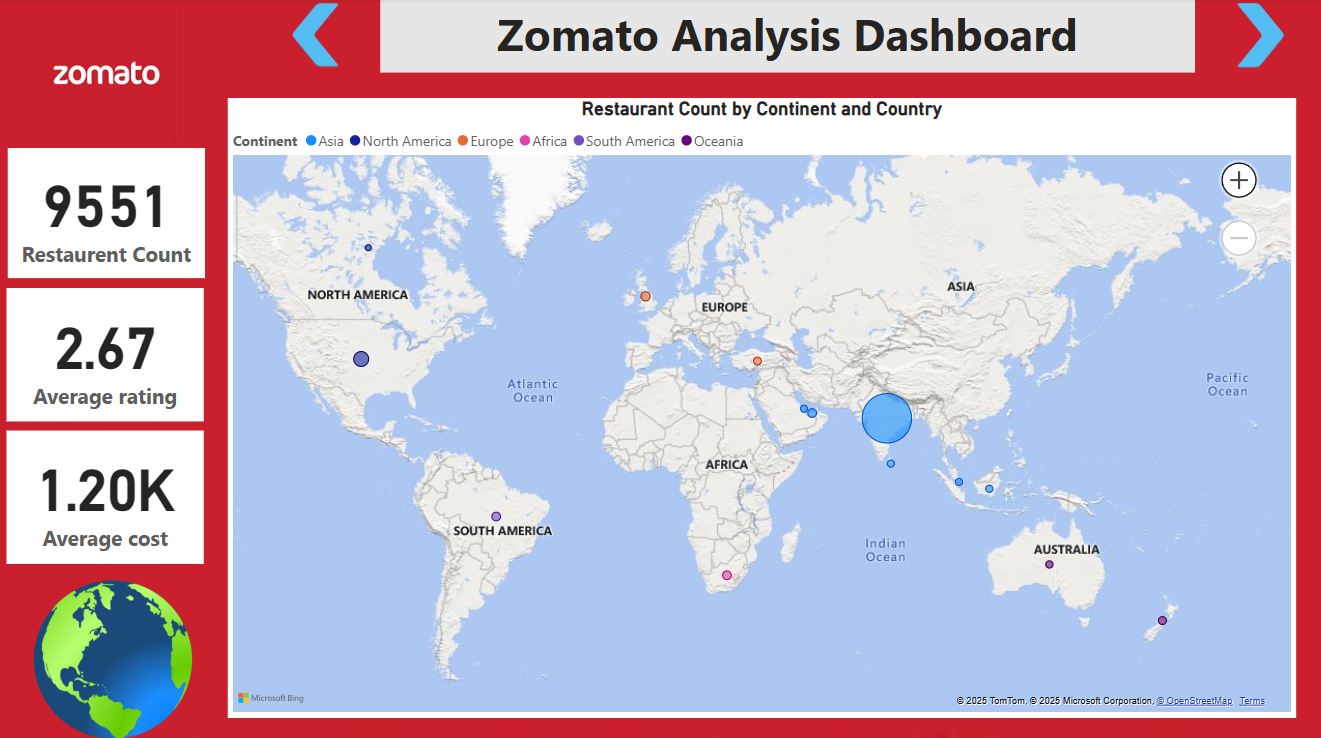 Zomato Analysis Dashboard
zomato
9551
Restaurent Count
2.67
Average rating
1.20K
Average cost
Restaurant Count by Continent and Country
Continent Asia North America Europe Africa South America Oceania
NORTH AMERICA
EUROPE
ASIA
Atlantic
Ocean
Pacific
Ocean
AFRICA
SOUTH AMERICA
Indian
Ocean
AUSTRALIA
Microsoft Bing
© 2025 TomTom, © 2025 Microsoft Corporation, © OpenStreetMap Terms